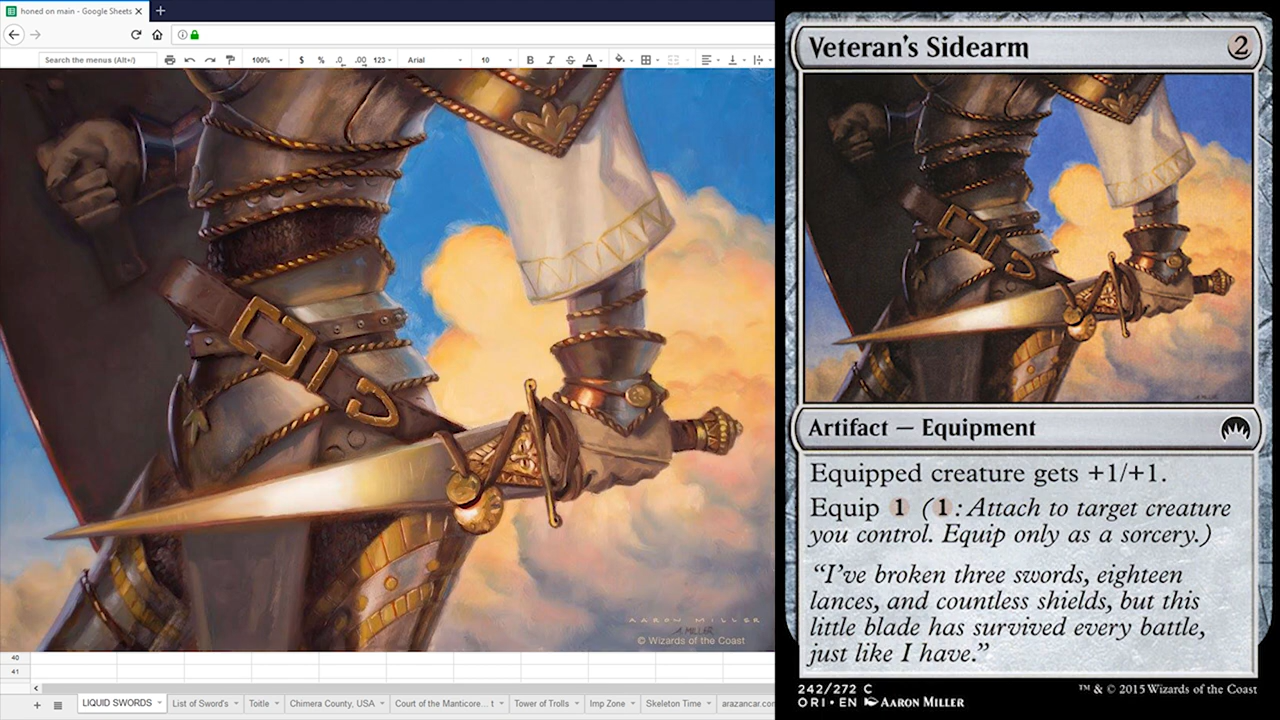 honed on main - Google Sheets
Search the menus (Alt+/)
100%
$ % .0 .00 123
Arial
10
B I S A
AARON MILLER
A. MILLER
© Wizards of the Coast
40
41
LIQUID SWORDS
List of Sword's
Toitle
Chimera County, USA
Court of the Manticore... t
Tower of Trolls
Imp Zone
Skeleton Time
arazancar.com
Veteran's Sidearm
2
Artifact — Equipment
Equipped creature gets +1/+1.
Equip 1 (1: Attach to target creature
you control. Equip only as a sorcery.)
“I've broken three swords, eighteen
lances, and countless shields, but this
little blade has survived every battle,
just like I have.”
242/272 C
ORI • EN AARON MILLER
™ & © 2015 Wizards of the Coast